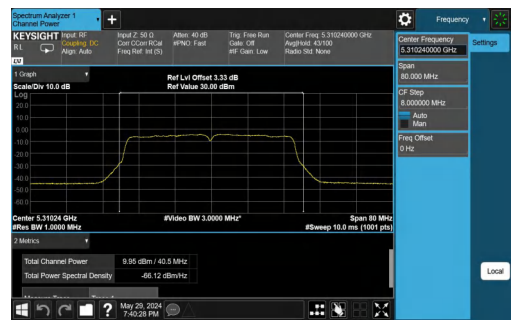 Spectrum Analyzer 1
Channel Power
+
Frequency
KEYSIGHT
Input: RF
Coupling: DC
Align: Auto
Input Z: 50 Ω
Corr CCorr RCal
Freq Ref: Int (S)
Atten: 40 dB
#PNO: Fast
Trig: Free Run
Gate: Off
#IF Gain: Low
Center Freq: 5.310240000 GHz
Avg|Hold: 43/100
Radio Std: None
R L
LXI
Center Frequency
5.310240000 GHz
Settings
Span
80.000 MHz
CF Step
8.000000 MHz
Auto
Man
Freq Offset
0 Hz
1 Graph
Scale/Div 10.0 dB
Ref Lvl Offset 3.33 dB
Ref Value 30.00 dBm
Log
20.0
10.0
0.00
-10.0
-20.0
-30.0
-40.0
-50.0
-60.0
Center 5.31024 GHz
#Res BW 1.0000 MHz
#Video BW 3.0000 MHz*
Span 80 MHz
#Sweep 10.0 ms (1001 pts)
2 Metrics
Total Channel Power 9.95 dBm / 40.5 MHz
Total Power Spectral Density -66.12 dBm/Hz
Local
?
May 29, 2024
7:40:28 PM